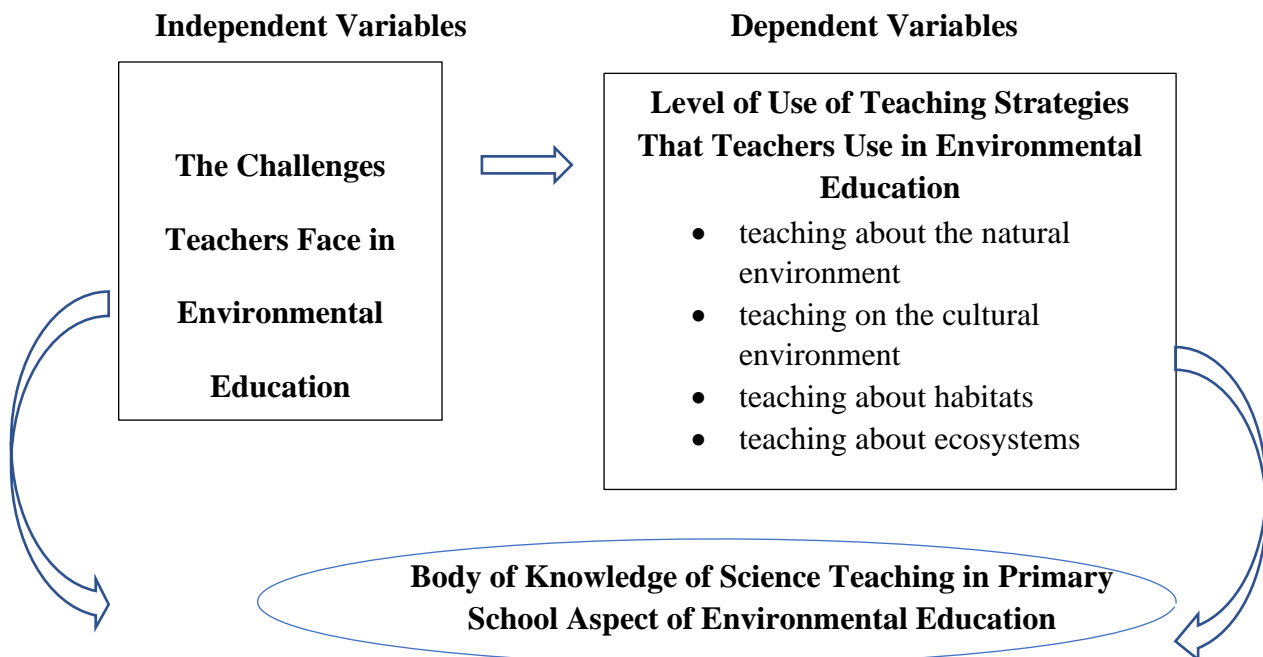 Independent Variables
Dependent Variables
The Challenges
Teachers Face in
Environmental
Education
Level of Use of Teaching Strategies
That Teachers Use in Environmental
Education
• teaching about the natural
environment
• teaching on the cultural
environment
• teaching about habitats
• teaching about ecosystems
Body of Knowledge of Science Teaching in Primary
School Aspect of Environmental Education